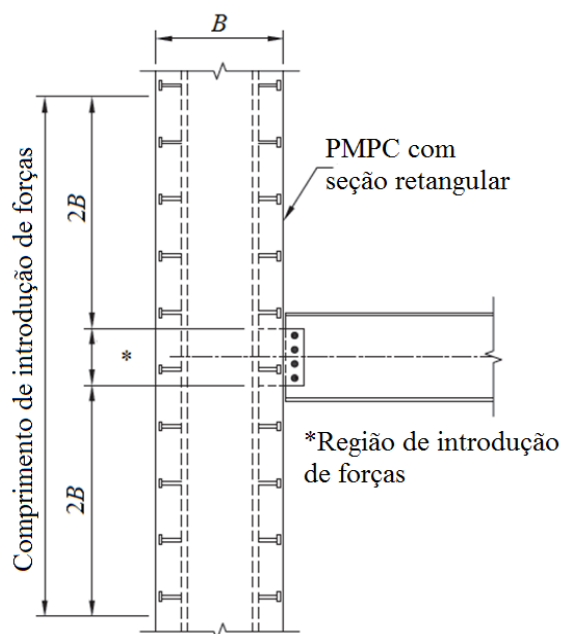 B
Comprimento de introdução de forças
2B
PMPC com
seção retangular
*
*Região de introdução
de forças
2B